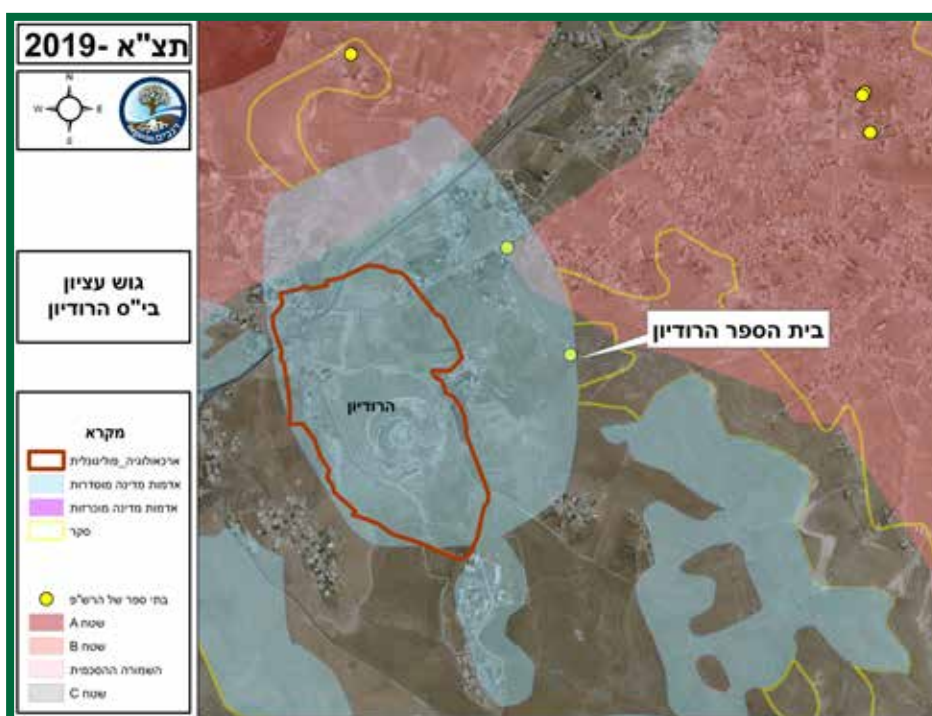 תצ"א -2019
N
W
E
S
רגבים
גוש עציון
בי"ס הרודיון
מקרא
ארכאולוגיה_פוליגונלית
אדמות מדינה מוסדרות
אדמות מדינה מוכרזות
סקר
בתי ספר של הרש"פ
שטח A
שטח B
השמורה ההסכמית
שטח C
בית הספר הרודיון
הרודיון